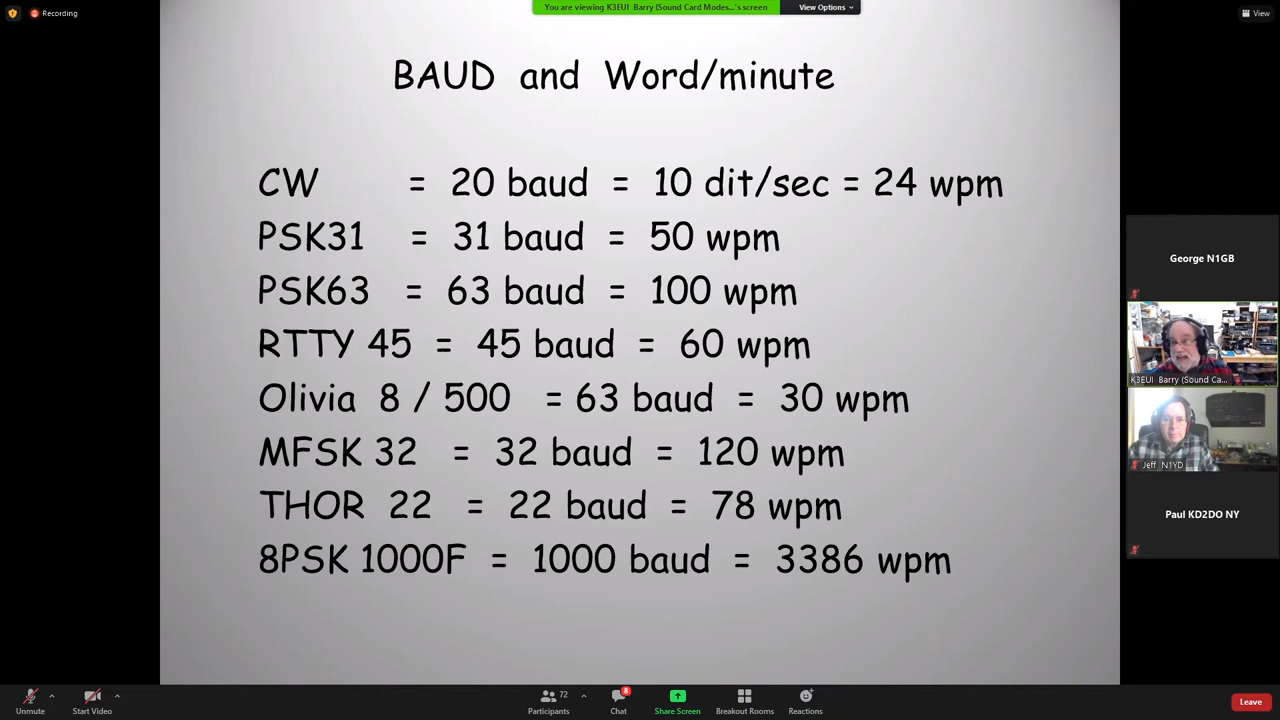 Recording
You are viewing K3EUI Barry (Sound Card Modes...'s screen
View Options
View
BAUD and Word/minute
CW = 20 baud = 10 dit/sec = 24 wpm
PSK31 = 31 baud = 50 wpm
PSK63 = 63 baud = 100 wpm
RTTY 45 = 45 baud = 60 wpm
Olivia 8 / 500 = 63 baud = 30 wpm
MFSK 32 = 32 baud = 120 wpm
THOR 22 = 22 baud = 78 wpm
8PSK 1000F = 1000 baud = 3386 wpm
George N1GB
K3EUI Barry (Sound Ca...
Jeff N1YD
Paul KD2DO NY
Unmute
Start Video
72
Participants
8
Chat
Share Screen
Breakout Rooms
Reactions
Leave